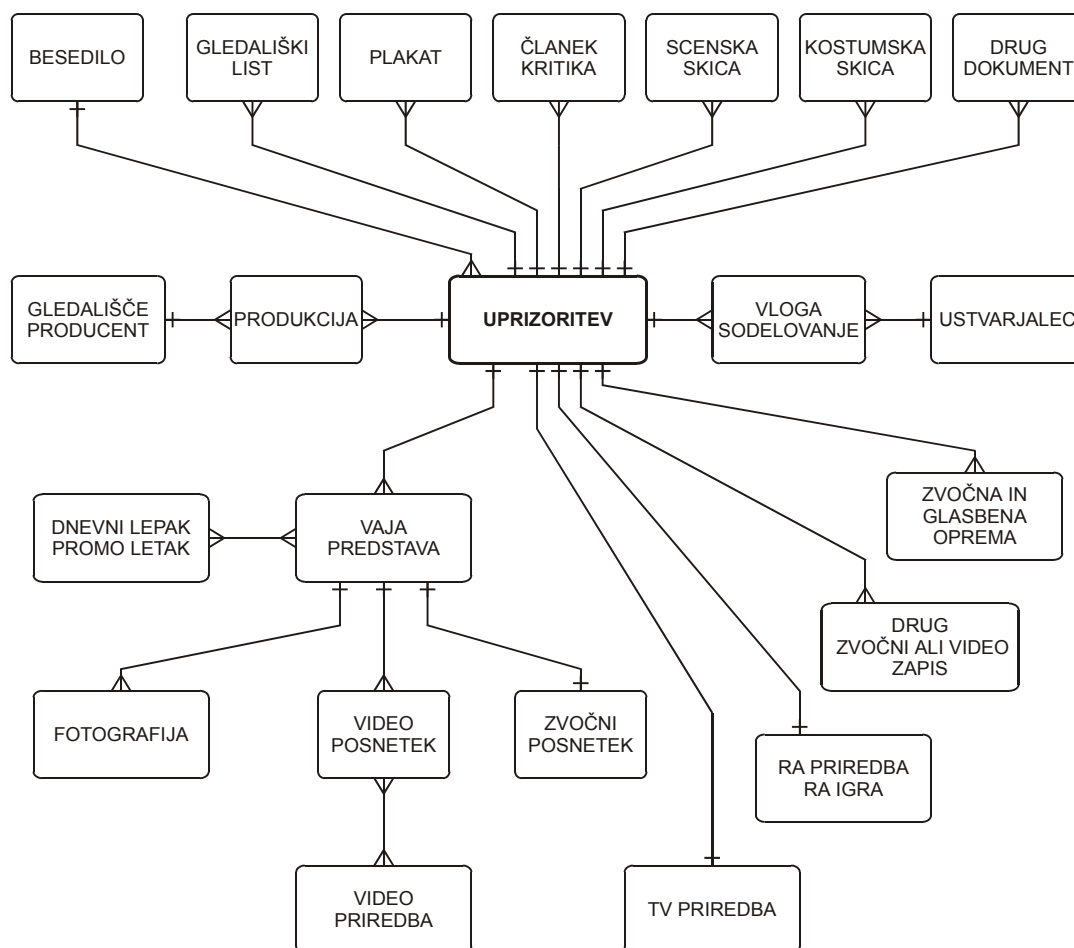 BESEDILO
GLEDALIŠKI
LIST
PLAKAT
ČLANEK
KRITIKA
SCENSKA
SKICA
KOSTUMSKA
SKICA
DRUG
DOKUMENT
GLEDALIŠČE
PRODUCENT
PRODUKCIJA
UPRIZORITEV
VLOGA
SODELOVANJE
USTVARJALEC
DNEVNI LEPAK
PROMO LETAK
VAJA
PREDSTAVA
ZVOČNA IN
GLASBENA
OPREMA
DRUG
ZVOČNI ALI VIDEO
ZAPIS
FOTOGRAFIJA
VIDEO
POSNETEK
ZVOČNI
POSNETEK
RA PRIREDBA
RA IGRA
VIDEO
PRIREDBA
TV PRIREDBA